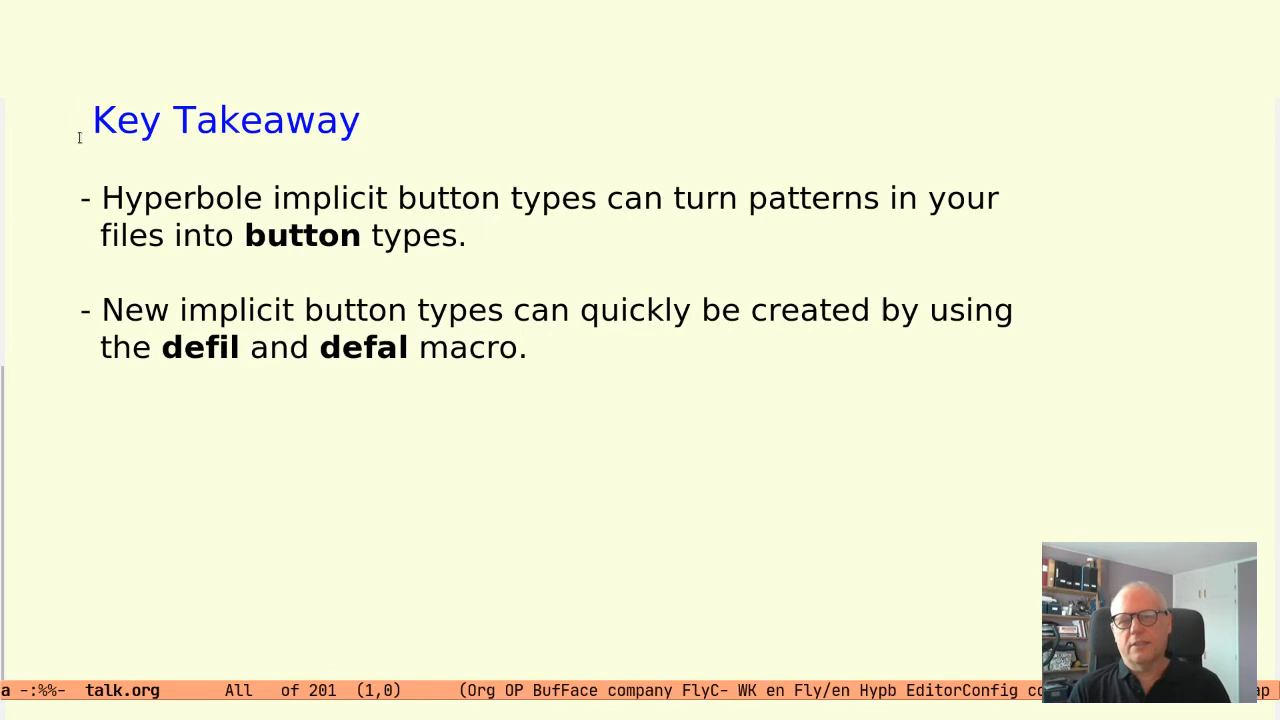 Key Takeaway
- Hyperbole implicit button types can turn patterns in your
files into button types.
- New implicit button types can quickly be created by using
the defil and defal macro.
a -:%%- talk.org All of 201 (1,0) (Org OP BufFace company FlyC- WK en Fly/en Hypb EditorConfig co ap